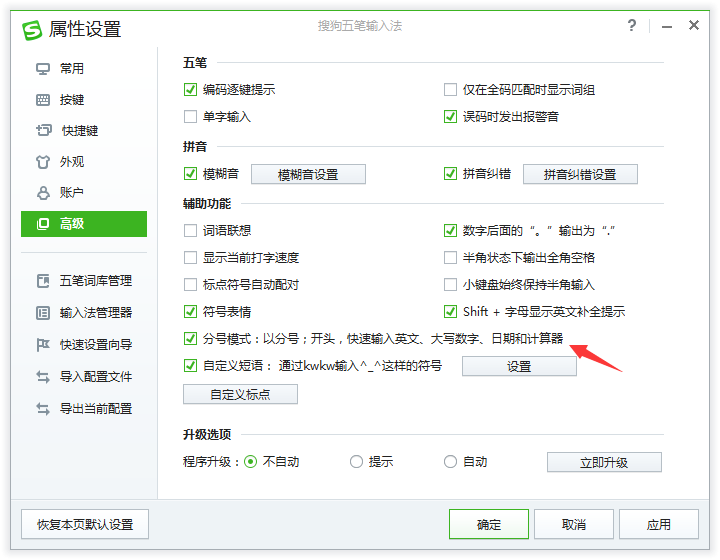 属性设置
搜狗五笔输入法
常用
按键
快捷键
外观
账户
高级
五笔词库管理
输入法管理器
快速设置向导
导入配置文件
导出当前配置
五笔
编码逐键提示
仅在全码匹配时显示词组
单字输入
误码时发出报警音
拼音
模糊音
模糊音设置
拼音纠错
拼音纠错设置
辅助功能
词语联想
数字后面的“。”输出为“.”
显示当前打字速度
半角状态下输出全角空格
标点符号自动配对
小键盘始终保持半角输入
符号表情
Shift + 字母显示英文补全提示
分号模式：以分号；开头，快速输入英文、大写数字、日期和计算器
自定义短语： 通过kwkw输入^_^这样的符号
设置
自定义标点
升级选项
程序升级：
不自动
提示
自动
立即升级
恢复本页默认设置
确定
取消
应用